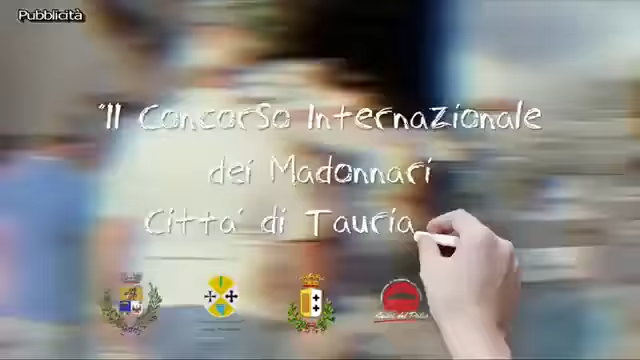 Pubblicità
"II Concorso Internazionale
dei Madonnari
Citta' di Tauria